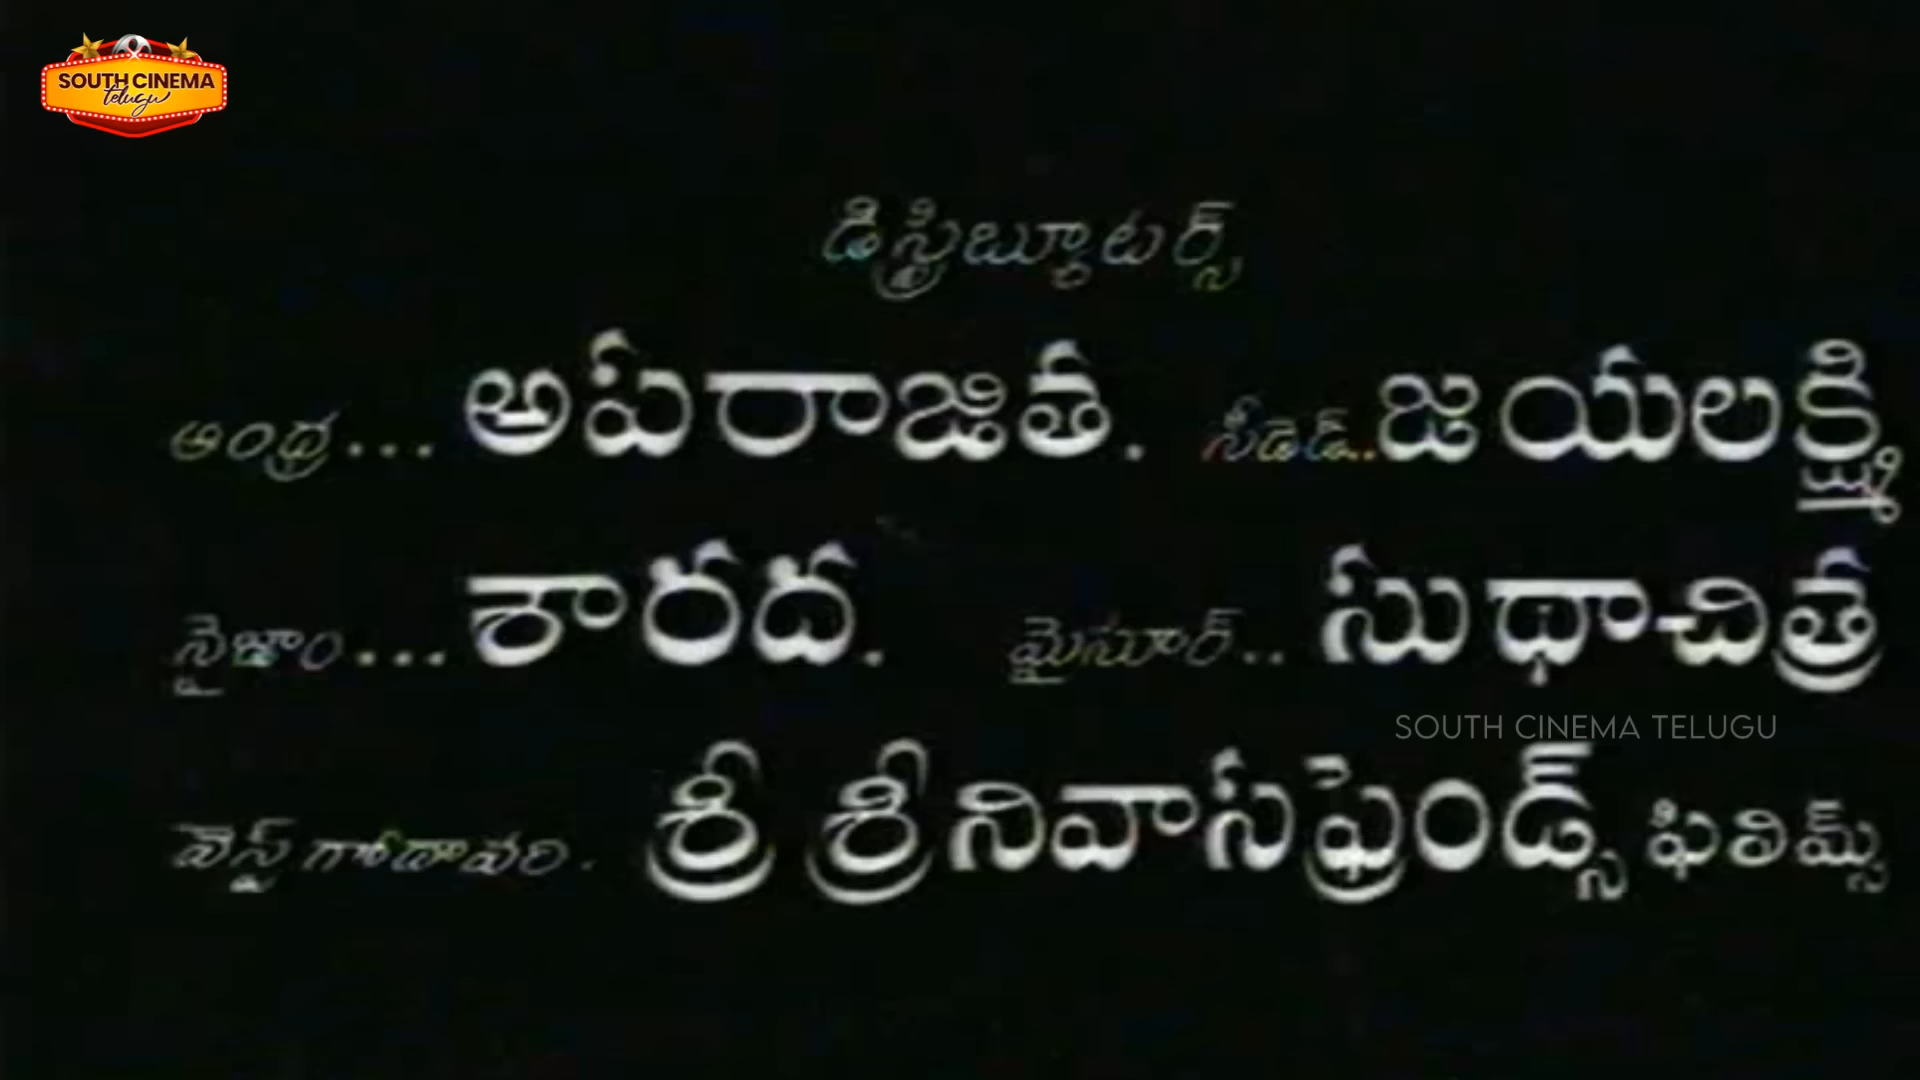 SOUTH CINEMA
telugu
డిస్ట్రిబ్యూటర్స్
ఆంధ్ర... అపరాజిత. సీడెడ్.. జయలక్ష్మి
నైజాం... శారద. మైసూర్.. సుధాచిత్ర
SOUTH CINEMA TELUGU
వెస్ట్ గోదావరి. శ్రీ శ్రీనివాస ఫ్రెండ్స్ ఫిలిమ్స్